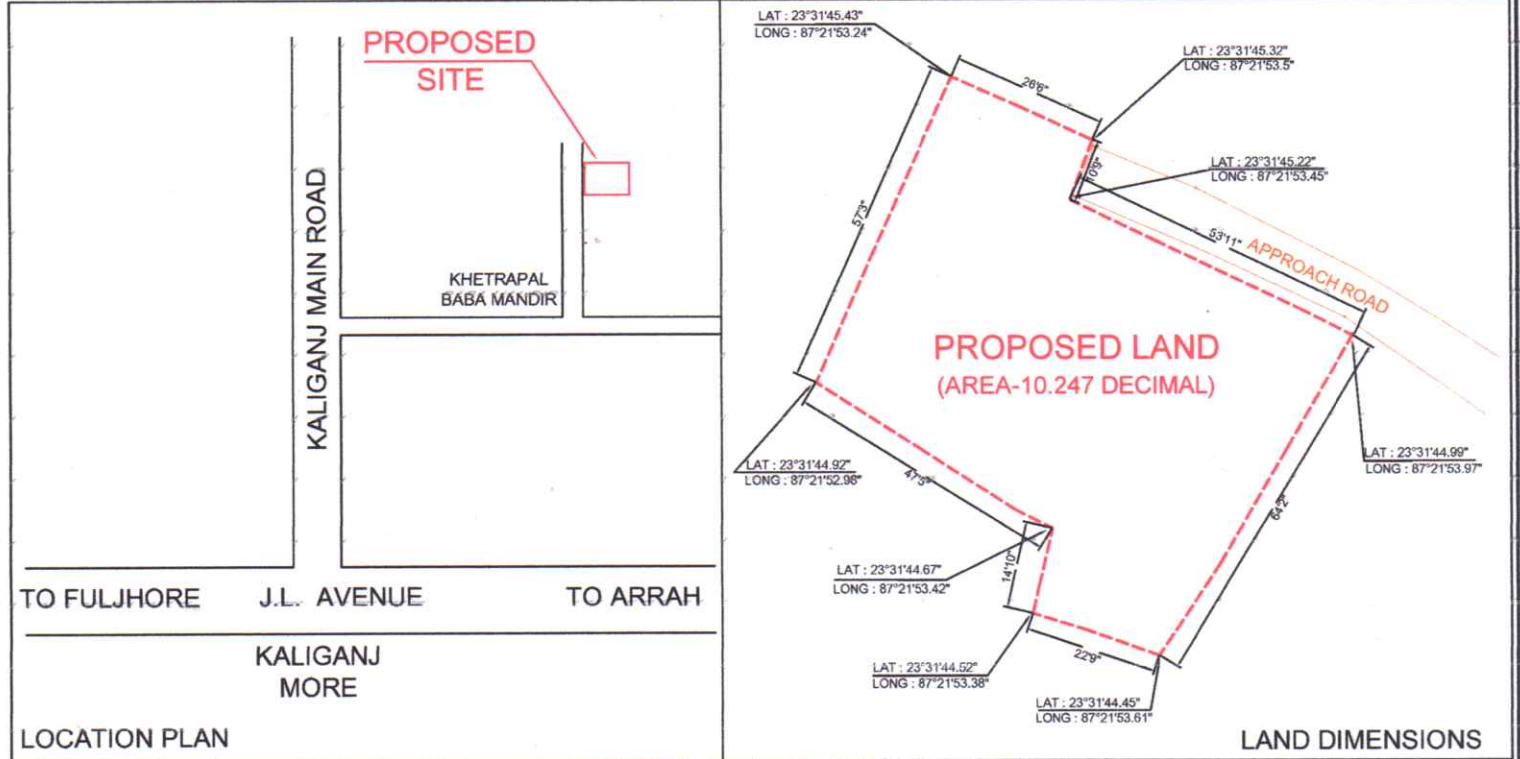 PROPOSED
SITE
KALIGANJ MAIN ROAD
KHETRAPAL
BABA MANDIR
TO FULJHORE
J.L. AVENUE
TO ARRAH
KALIGANJ
MORE
LOCATION PLAN
LAT : 23°31'45.43"
LONG : 87°21'53.24"
26'6"
LAT : 23°31'45.32"
LONG : 87°21'53.5"
10'9"
LAT : 23°31'45.22"
LONG : 87°21'53.45"
57'3"
53'11"
APPROACH ROAD
PROPOSED LAND
(AREA-10.247 DECIMAL)
LAT : 23°31'44.92"
LONG : 87°21'52.98"
47'5"
LAT : 23°31'44.99"
LONG : 87°21'53.97"
64'2"
LAT : 23°31'44.67"
LONG : 87°21'53.42"
14'10"
LAT : 23°31'44.52"
LONG : 87°21'53.38"
22'9"
LAT : 23°31'44.45"
LONG : 87°21'53.61"
LAND DIMENSIONS